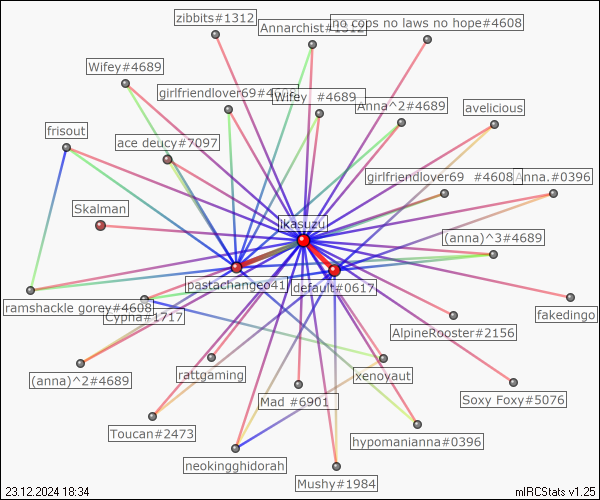 zibbits#1312
Annarchist#1312
no cops no laws no hope#4608
Wifey#4689
girlfriendlover69#4608
Wifey_#4689
Anna^2#4689
avelicious
frisout
ace deucy#7097
girlfriendlover69_#4608
Anna.#0396
Skalman
Ikasuzu
(anna)^3#4689
pastachangeo41
default#0617
ramshackle gorey#4608
Cypha#1717
fakedingo
AlpineRooster#2156
rattgaming
xenoyaut
(anna)^2#4689
Mad #6901
Soxy Foxy#5076
Toucan#2473
hypomanianna#0396
neokingghidorah
Mushy#1984
23.12.2024 18:34
mIRCStats v1.25